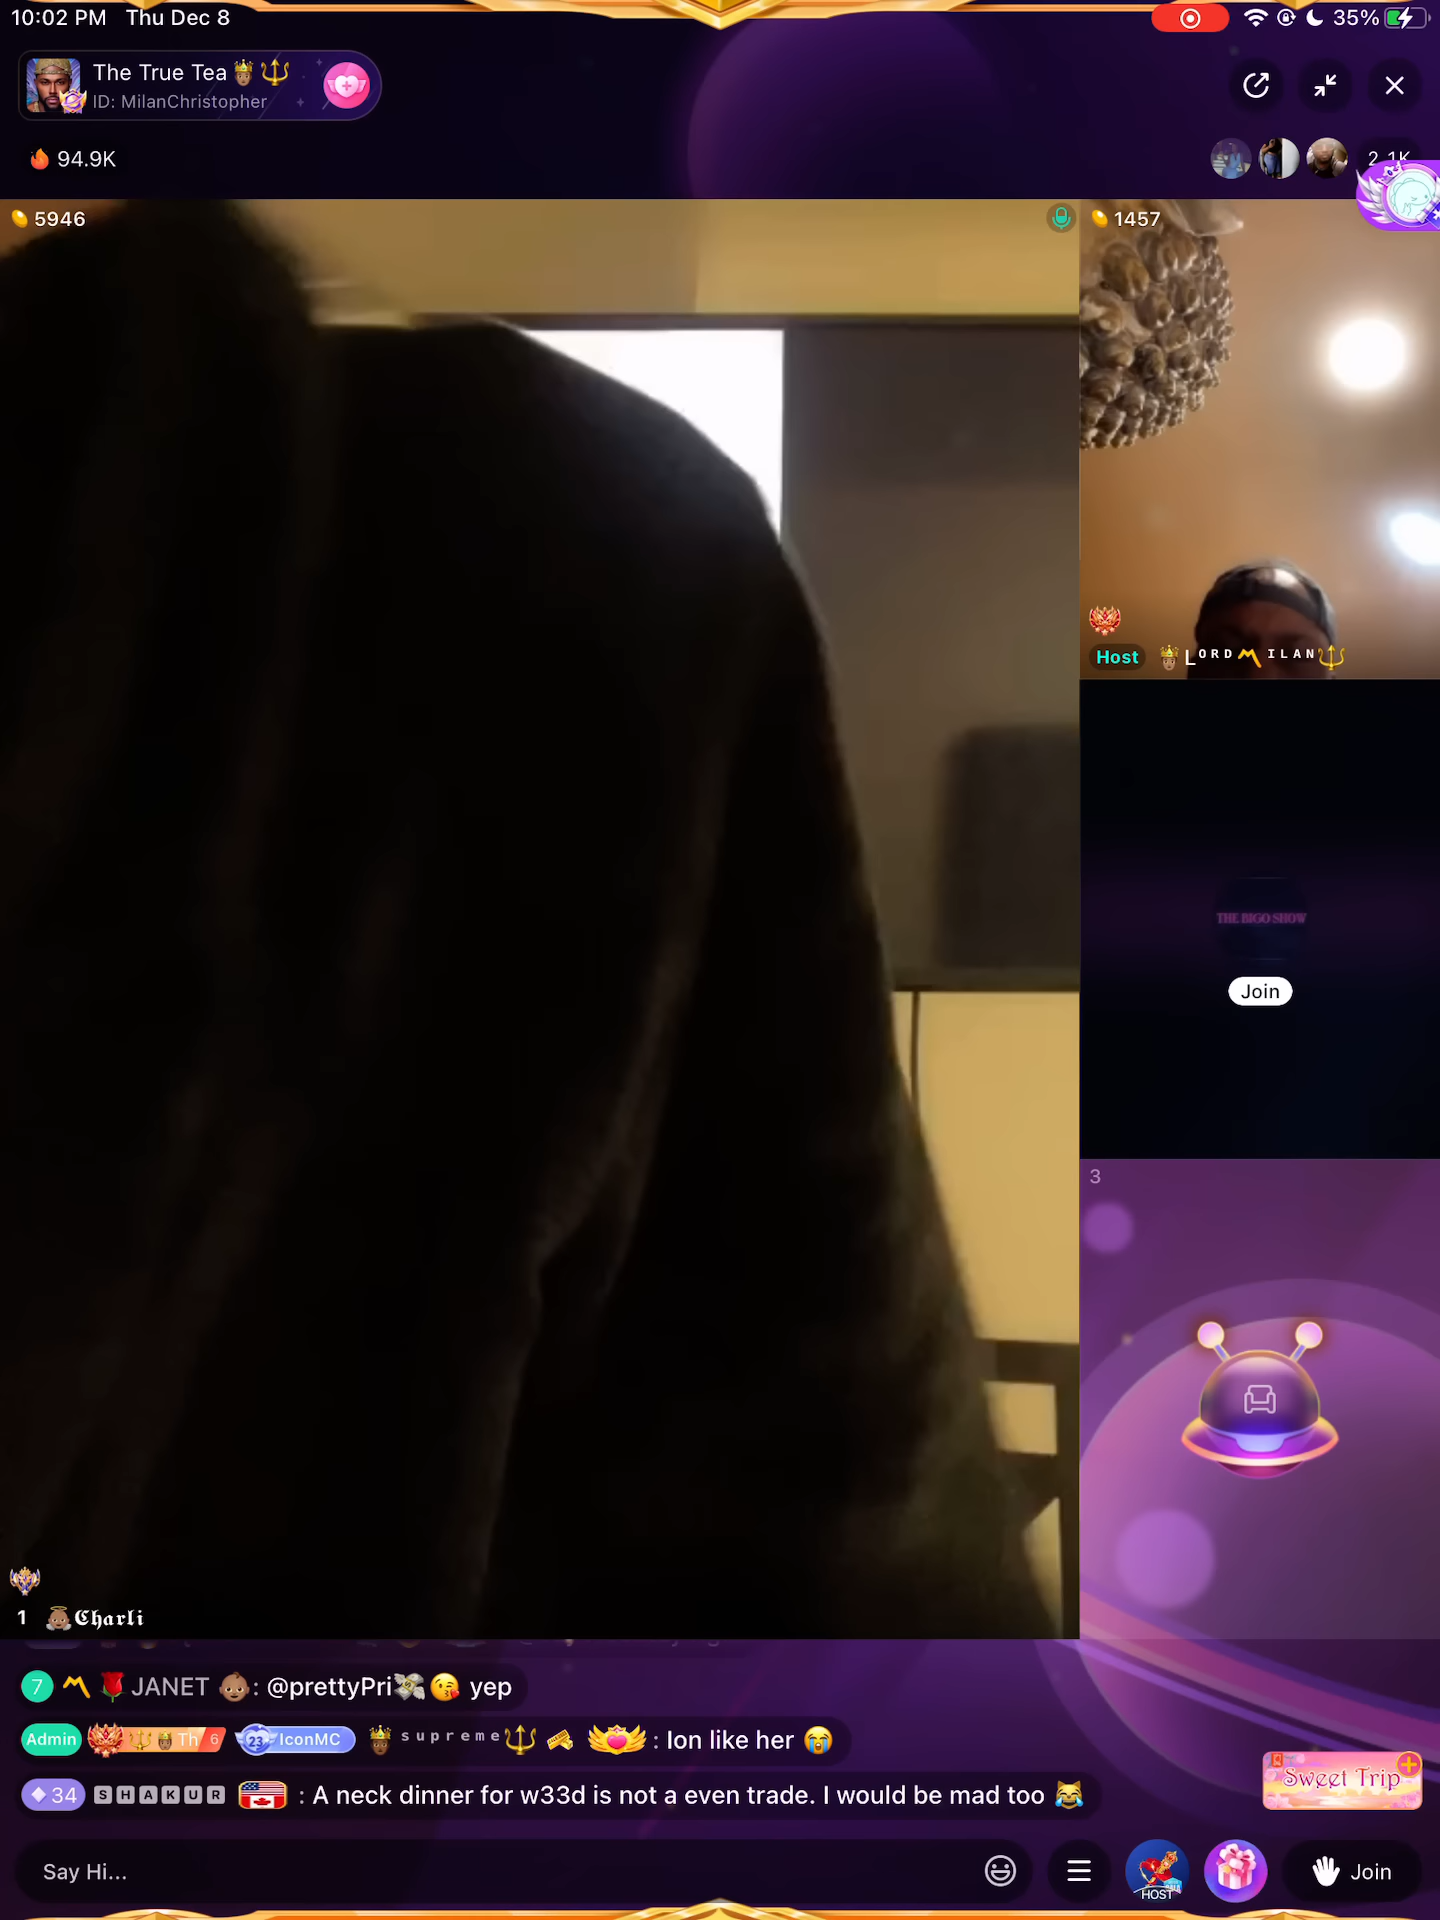 10:02 PM Thu Dec 8
35%
The True Tea🤴🏽🔱
ID: MilanChristopher
🔥 94.9K
2.1K
5946
1457
Host 🤴🏽Lᴼᴿᴰ〽️ᴵᴸᴬᴺ🔱
THE BIGO SHOW
Join
3
1 👼🏽𝕮𝖍𝖆𝖗𝖑𝖎
7 〽️🌹JANET 👶🏽: @prettyPri💸😘 yep
Admin 🔱🤴🏽Th 6 23 IconMC 🤴🏽ˢᵘᵖʳᵉᵐᵉ🔱 : Ion like her 😭
34 🆂🅷🅰🅺🆄🆁 🇺🇸🇨🇦 : A neck dinner for w33d is not a even trade. I would be mad too 😹
Sweet Trip
Say Hi...
HOST
Join